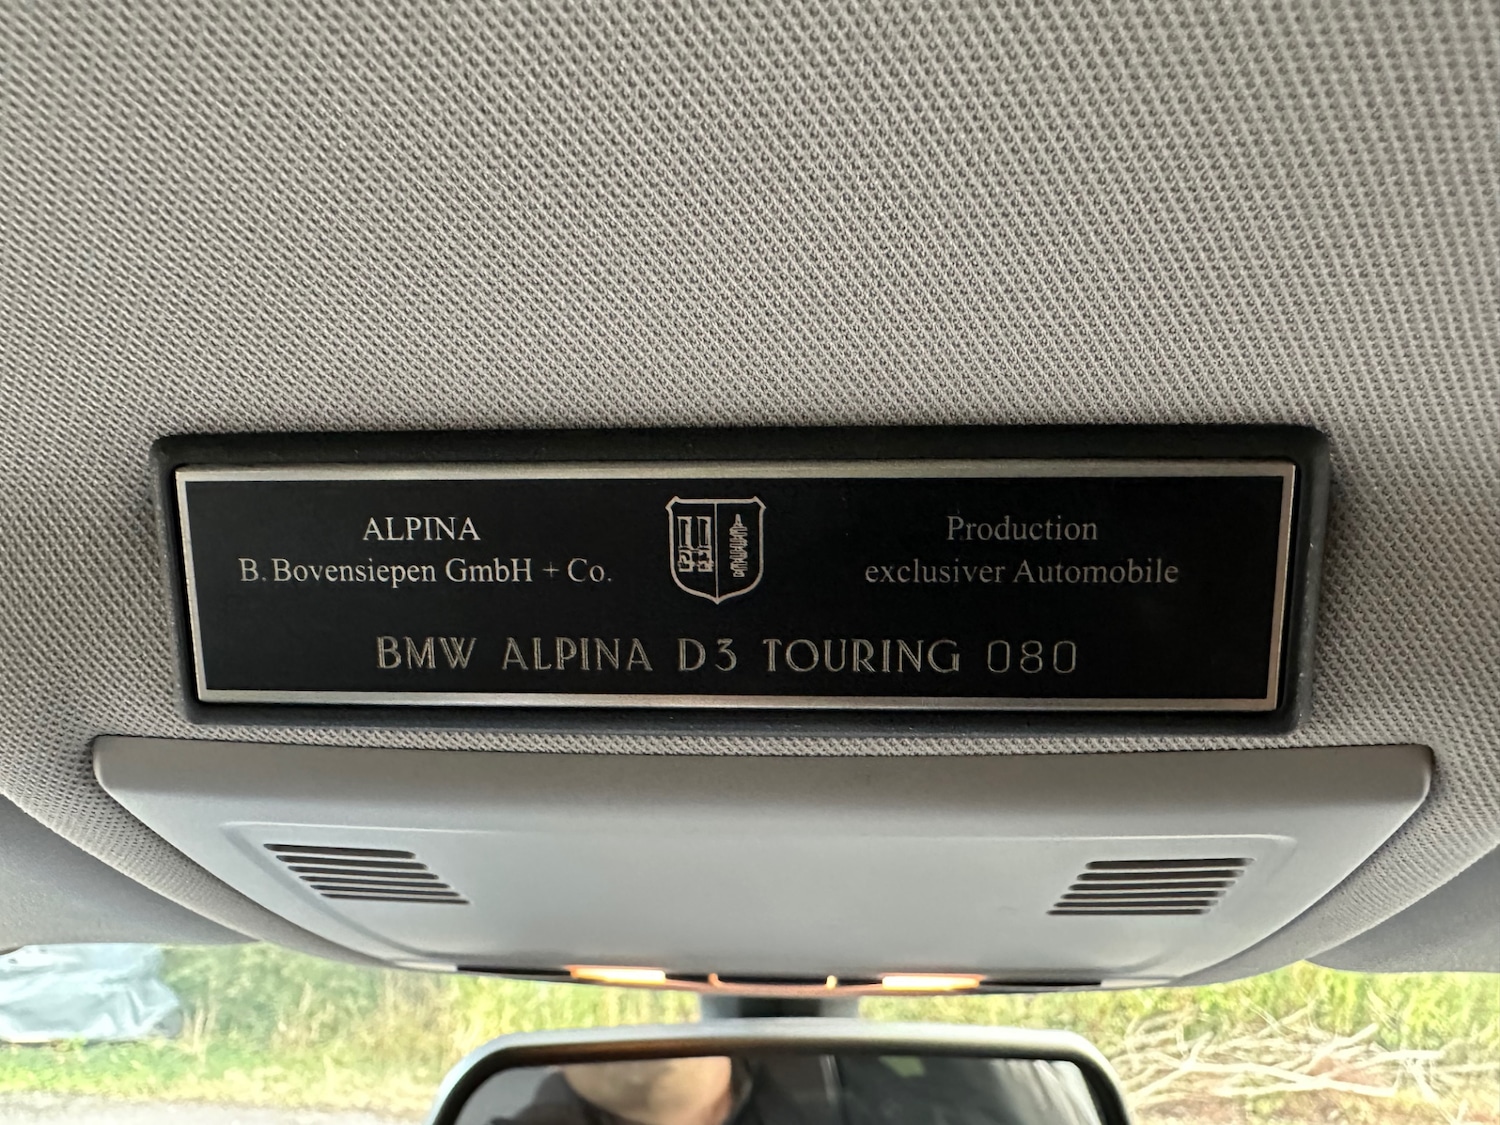 ALPINA
B. Bovensiepen GmbH + Co.
Production
exclusiver Automobile
BMW ALPINA D3 TOURING 080